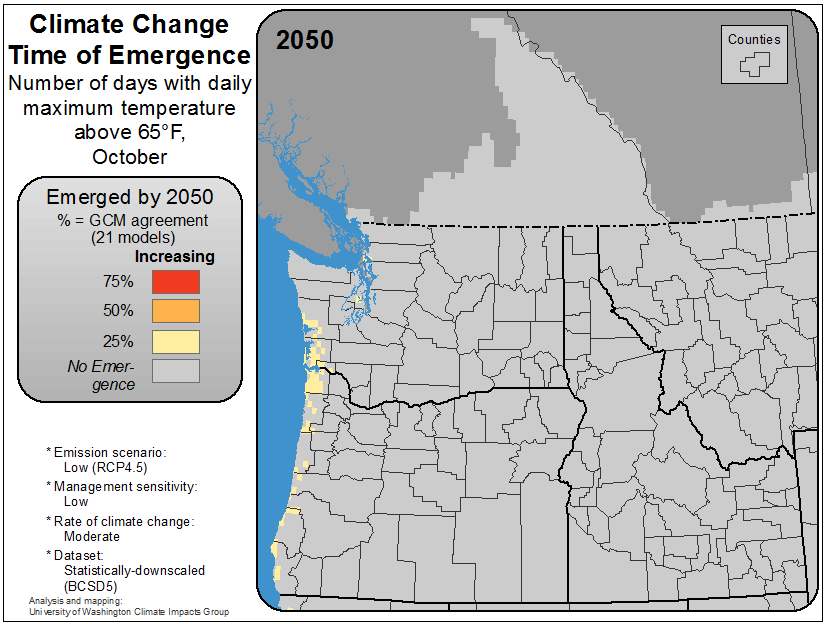 Climate Change
Time of Emergence
Number of days with daily
maximum temperature
above 65°F,
October
Emerged by 2050
% = GCM agreement
(21 models)
Increasing
75%
50%
25%
No Emer-
gence
* Emission scenario:
Low (RCP4.5)
* Management sensitivity:
Low
* Rate of climate change:
Moderate
* Dataset:
Statistically-downscaled
(BCSD5)
Analysis and mapping:
University of Washington Climate Impacts Group
2050
Counties